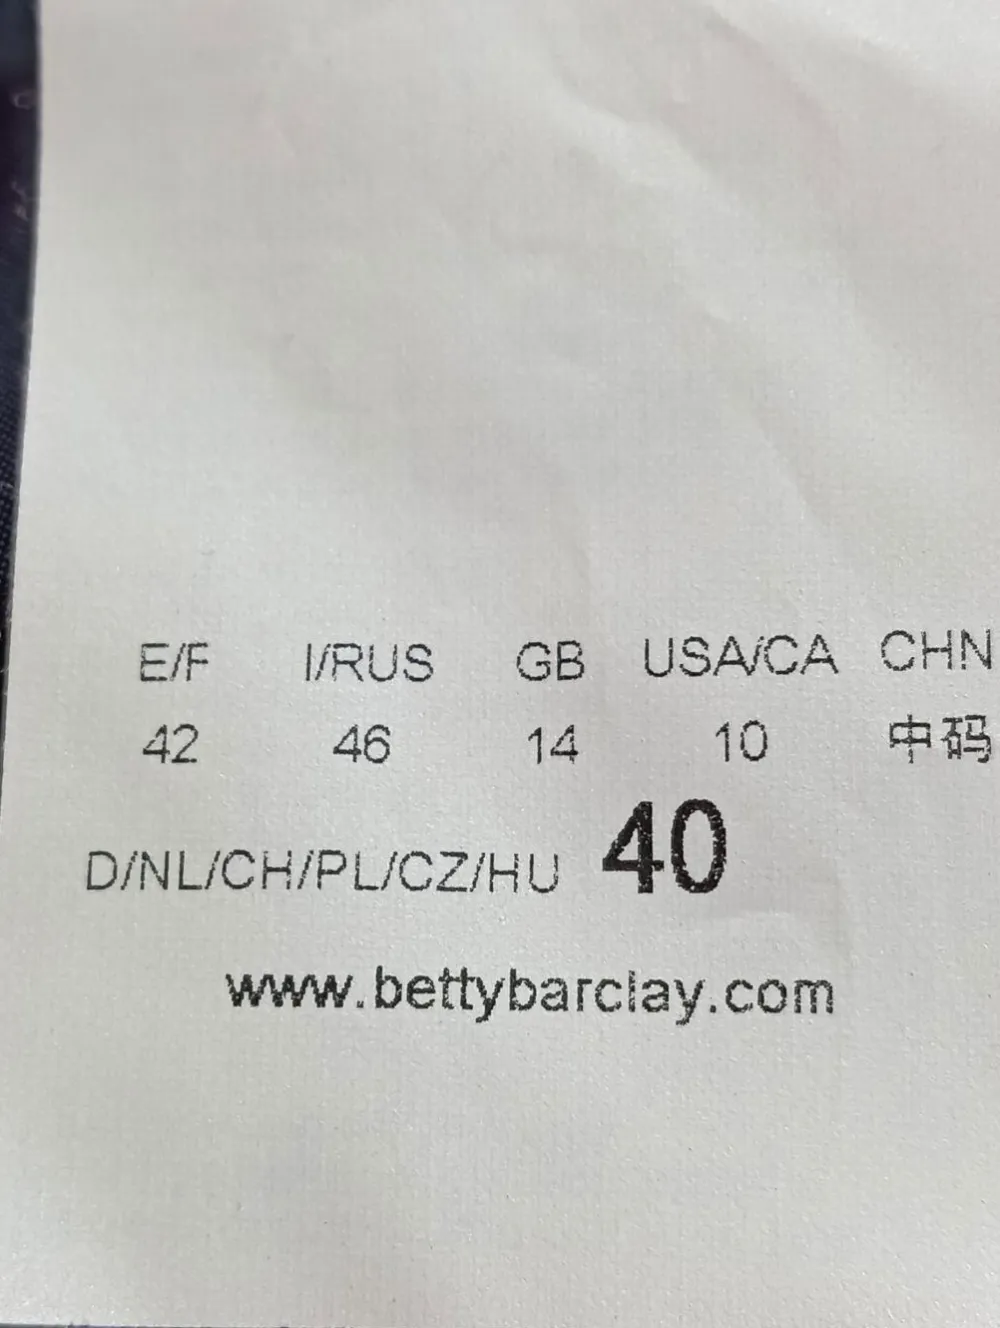 E/F I/RUS GB USA/CA CHN
42 46 14 10 中码
D/NL/CH/PL/CZ/HU 40
www.bettybarclay.com